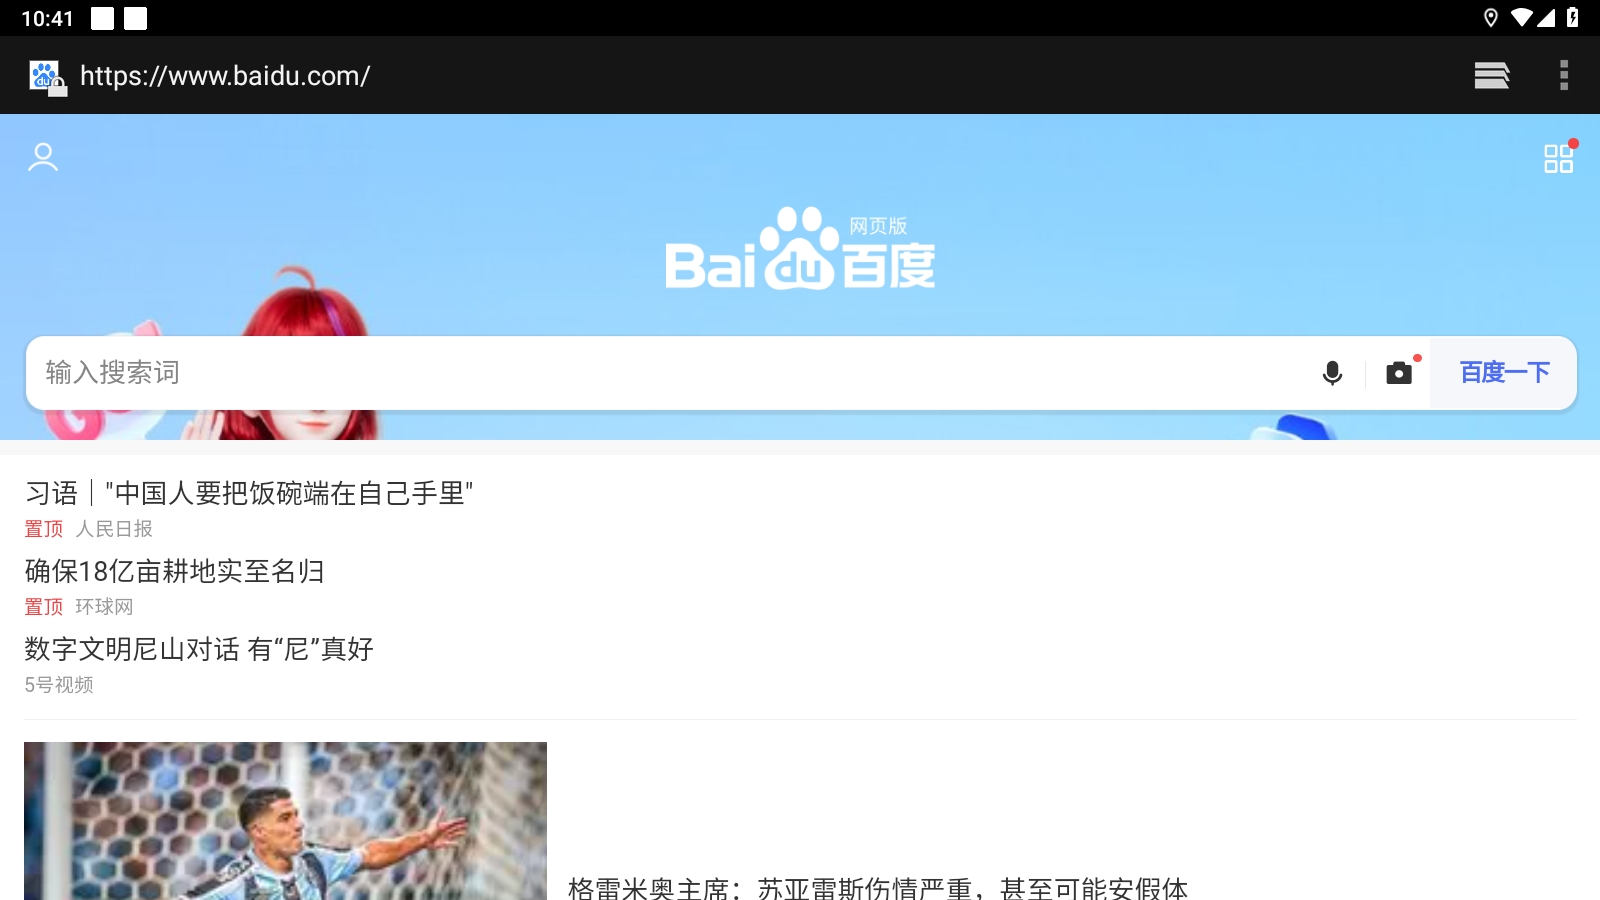 10:41
https://www.baidu.com/
网页版
Bai du 百度
输入搜索词
百度一下
习语｜"中国人要把饭碗端在自己手里"
置顶 人民日报
确保18亿亩耕地实至名归
置顶 环球网
数字文明尼山对话 有“尼”真好
5号视频
格雷米奥主席：苏亚雷斯伤情严重，甚至可能安假体